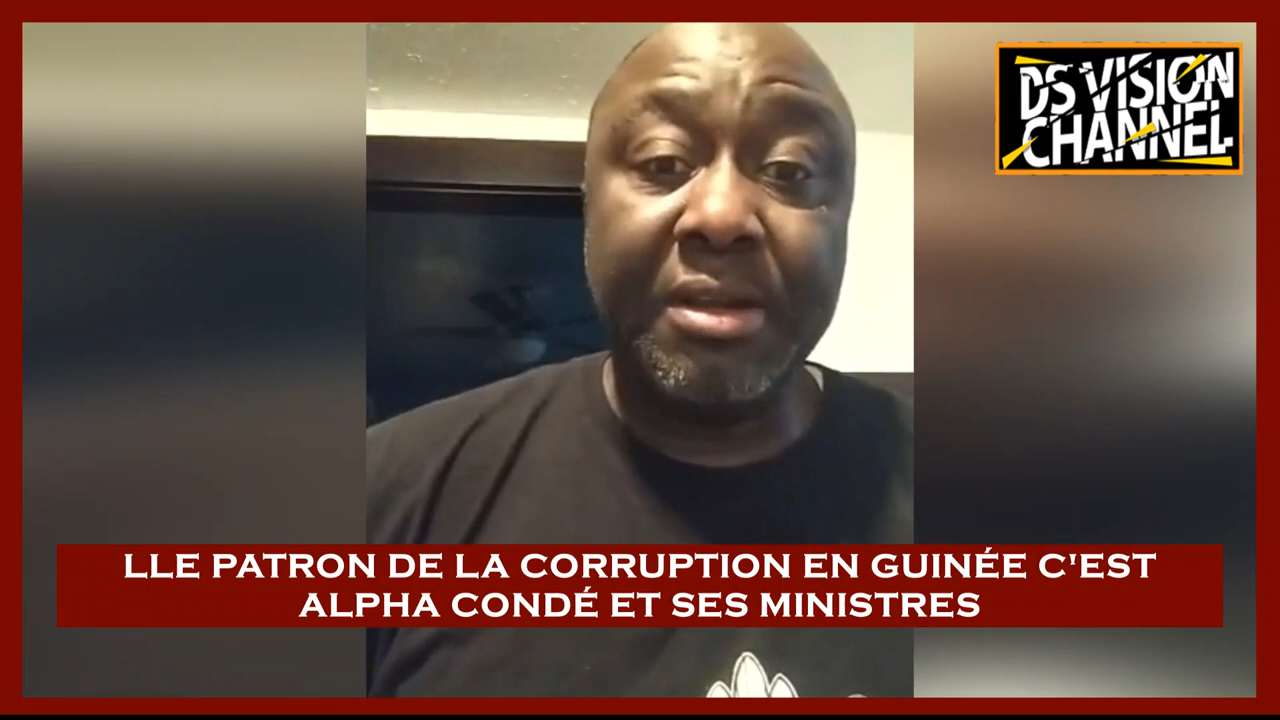 DS VISION
CHANNEL
LLE PATRON DE LA CORRUPTION EN GUINÉE C'EST
ALPHA CONDÉ ET SES MINISTRES